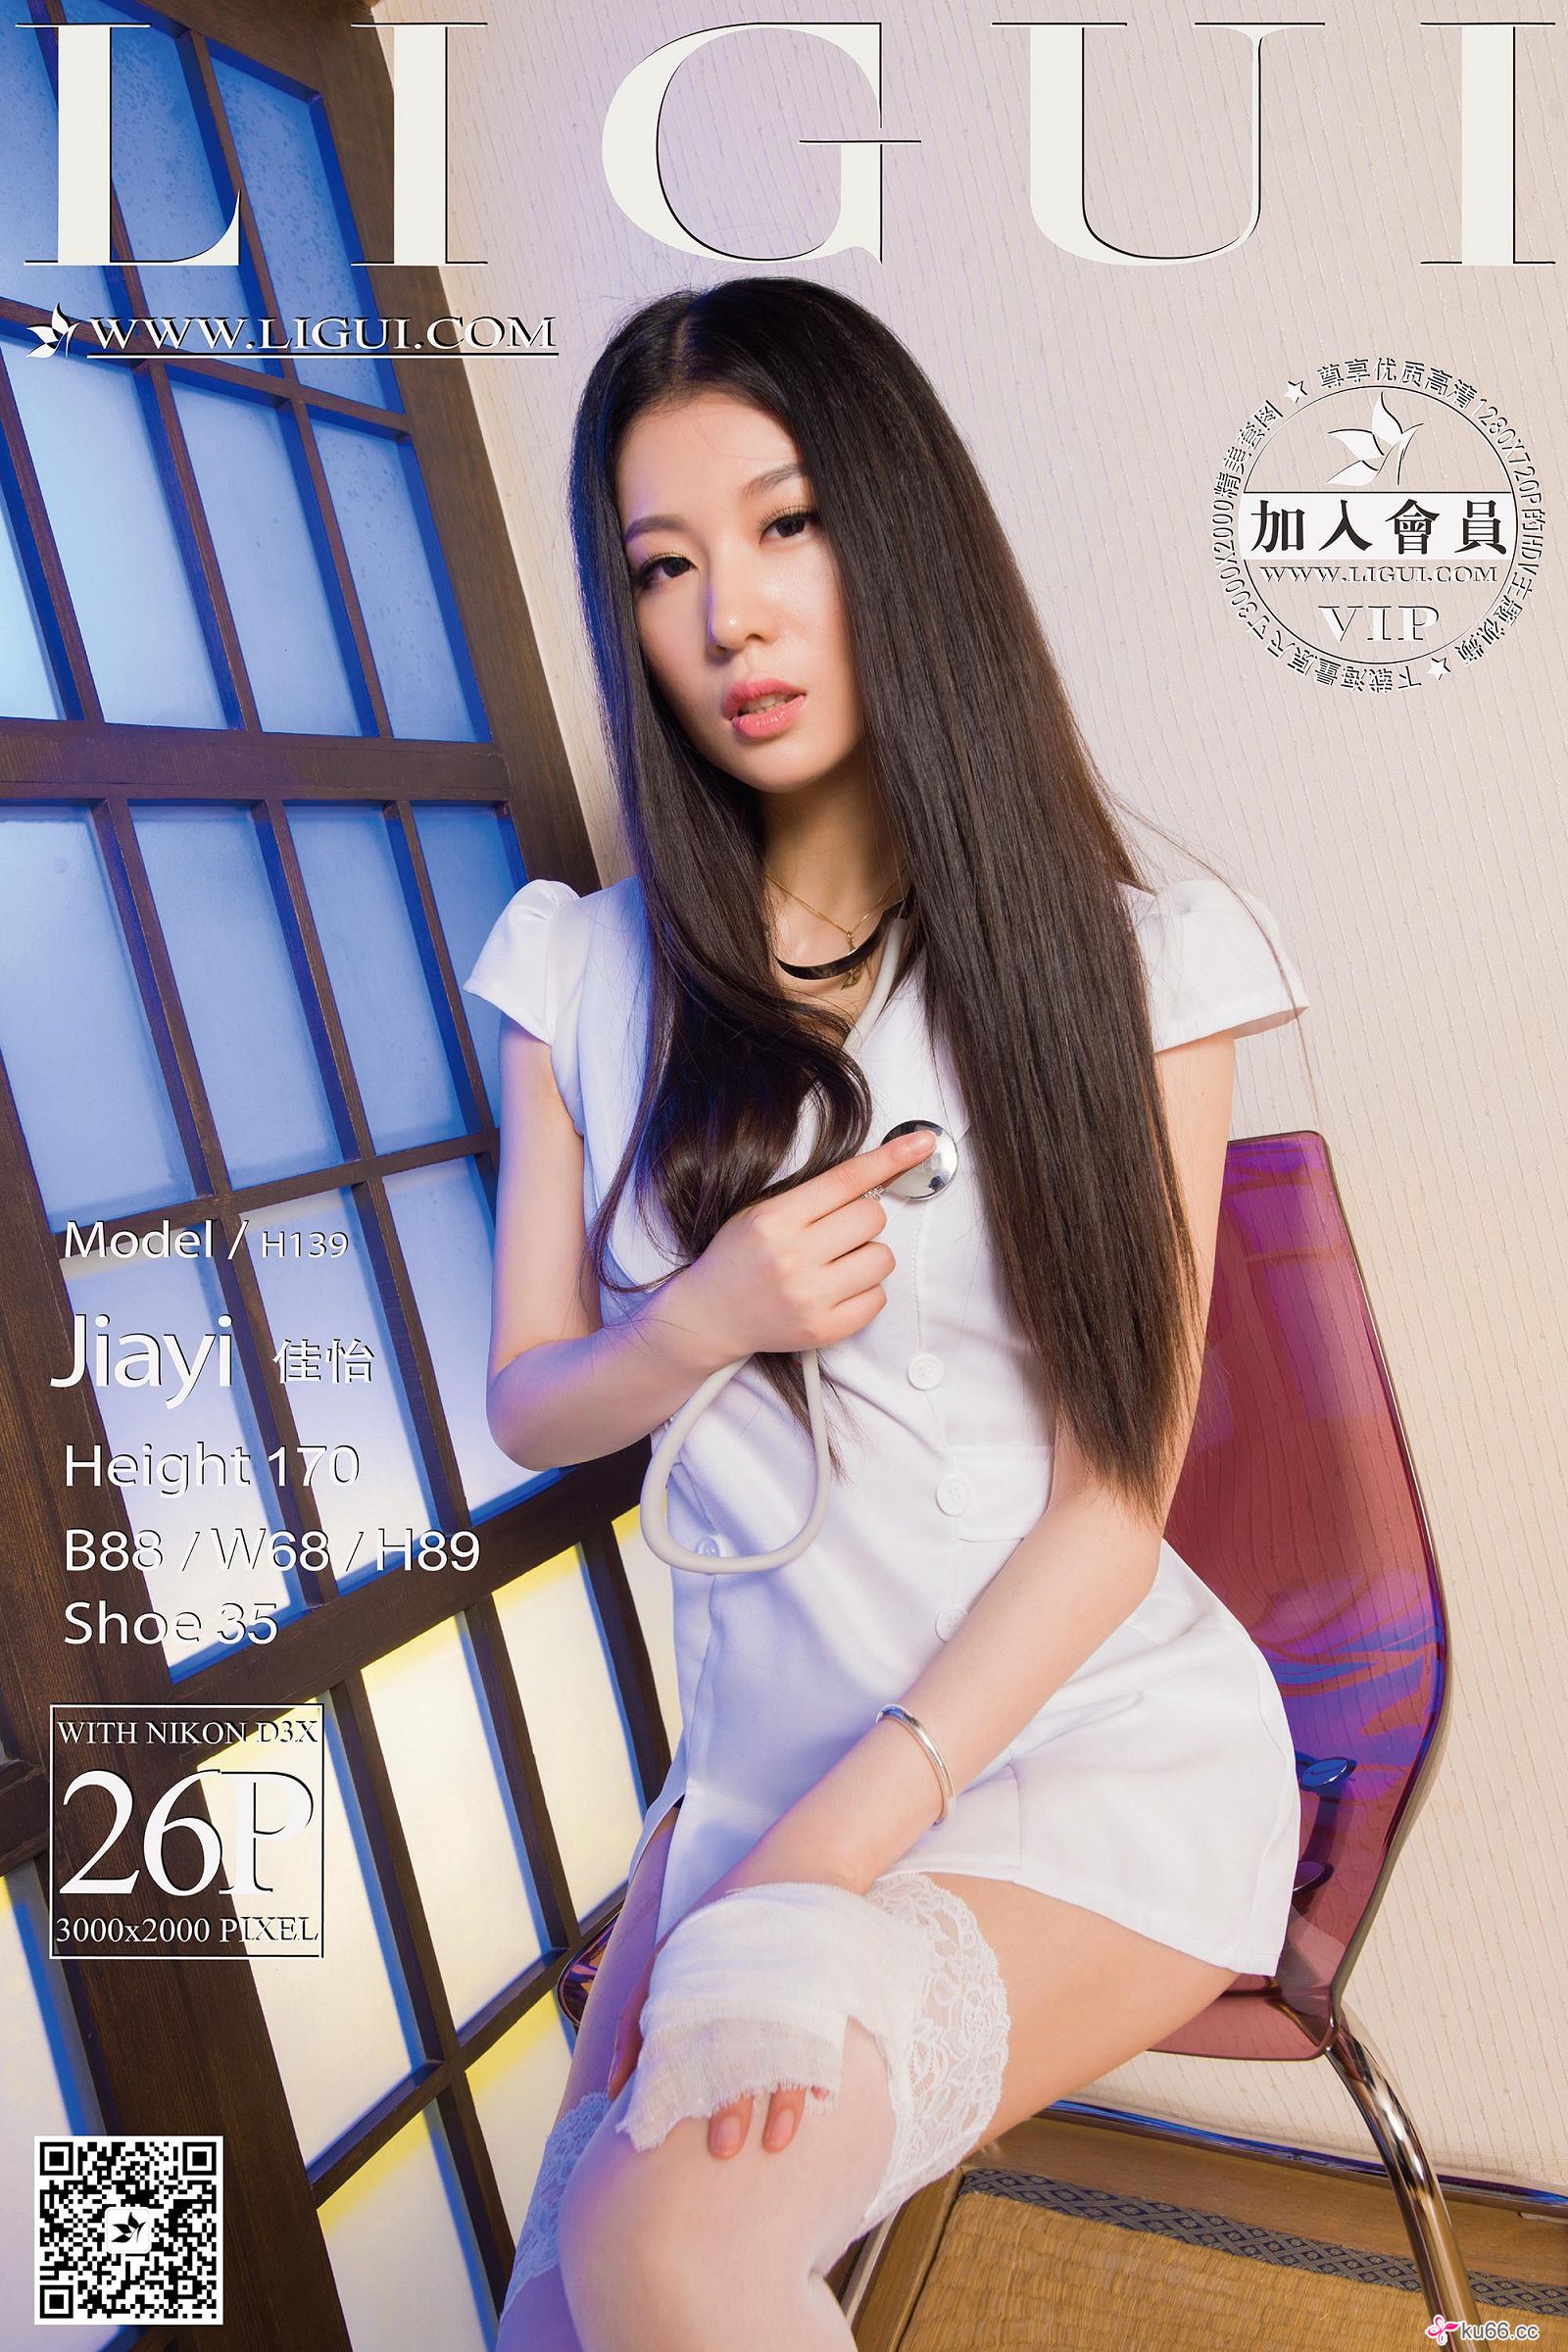 LIGUI
WWW.LIGUI.COM
尊享优质高清1280X720P的HDV主题视频
下载海量原尺寸3000X2000精美套图
加入會員
WWW.LIGUI.COM
VIP
Model / H139
Jiayi 佳怡
Height 170
B88 / W68 / H89
Shoe 35
WITH NIKON D3X
26P
3000x2000 PIXEL
ku66.cc